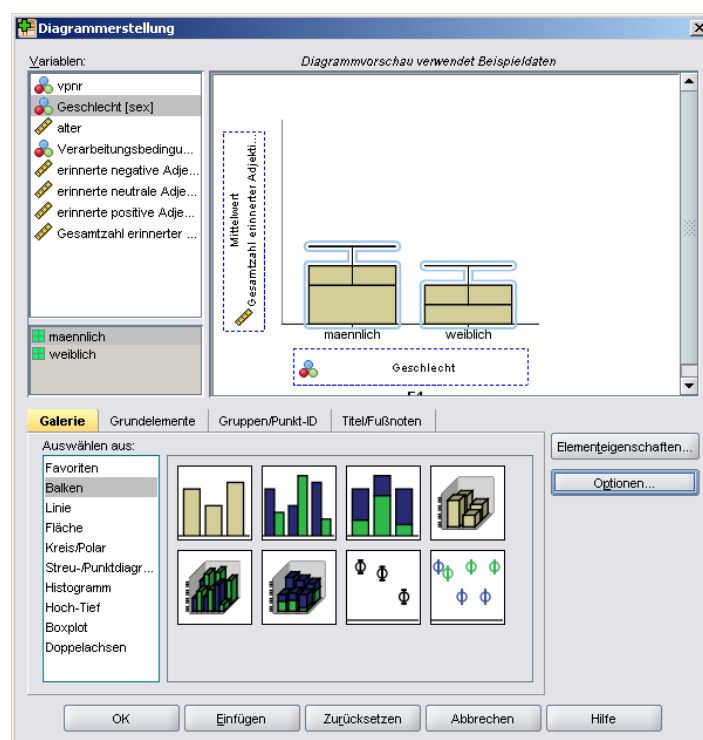 Diagrammerstellung
Variablen:
Diagrammvorschau verwendet Beispieldaten
vpnr
Geschlecht [sex]
alter
Verarbeitungsbedingu...
erinnerte negative Adje...
erinnerte neutrale Adje...
erinnerte positive Adje...
Gesamtzahl erinnerter ...
maennlich
weiblich
Mittelwert
Gesamtzahl erinnerter Adjekti...
maennlich
weiblich
Geschlecht
Galerie
Grundelemente
Gruppen/Punkt-ID
Titel/Fußnoten
Auswählen aus:
Favoriten
Balken
Linie
Fläche
Kreis/Polar
Streu-/Punktdiagr...
Histogramm
Hoch-Tief
Boxplot
Doppelachsen
Elementeigenschaften...
Optionen...
OK
Einfügen
Zurücksetzen
Abbrechen
Hilfe